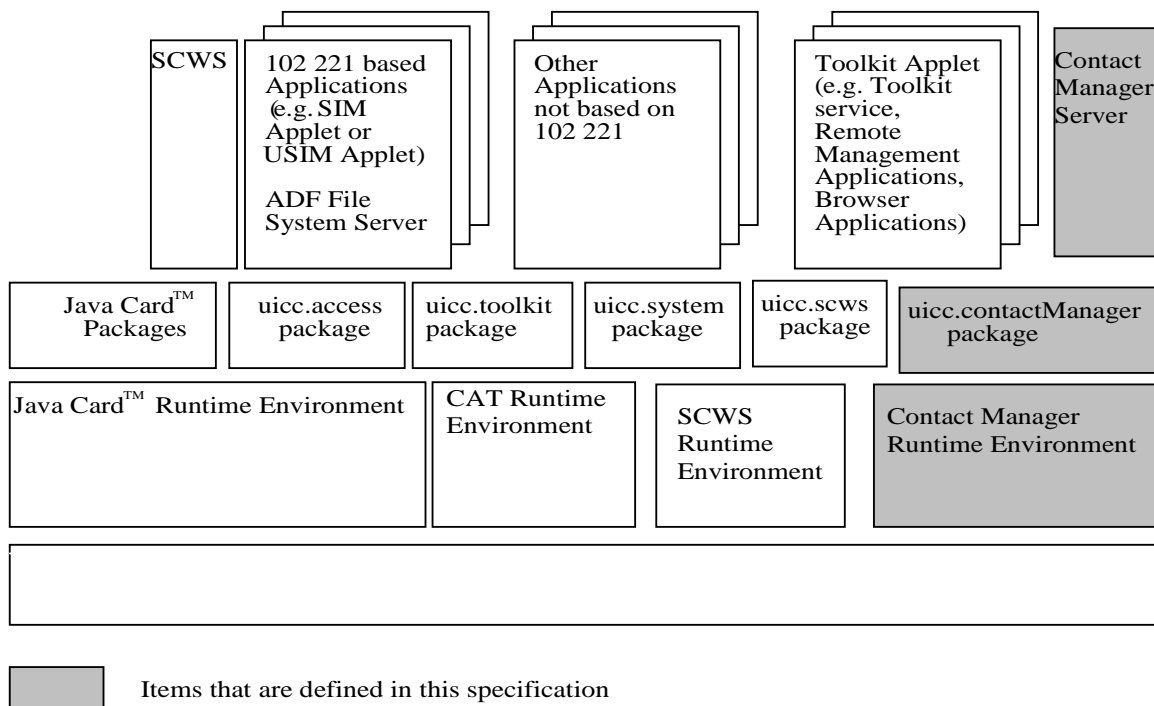 SCWS
102 221 based
Applications
(e.g. SIM
Applet or
USIM Applet)
ADF File
System Server
Other
Applications
not based on
102 221
Toolkit Applet
(e.g. Toolkit
service,
Remote
Management
Applications,
Browser
Applications)
Contact
Manager
Server
Java Card™
Packages
uicc.access
package
uicc.toolkit
package
uicc.system
package
uicc.scws
package
uicc.contactManager
package
Java Card™ Runtime Environment
CAT Runtime
Environment
SCWS
Runtime
Environment
Contact Manager
Runtime Environment
Items that are defined in this specification